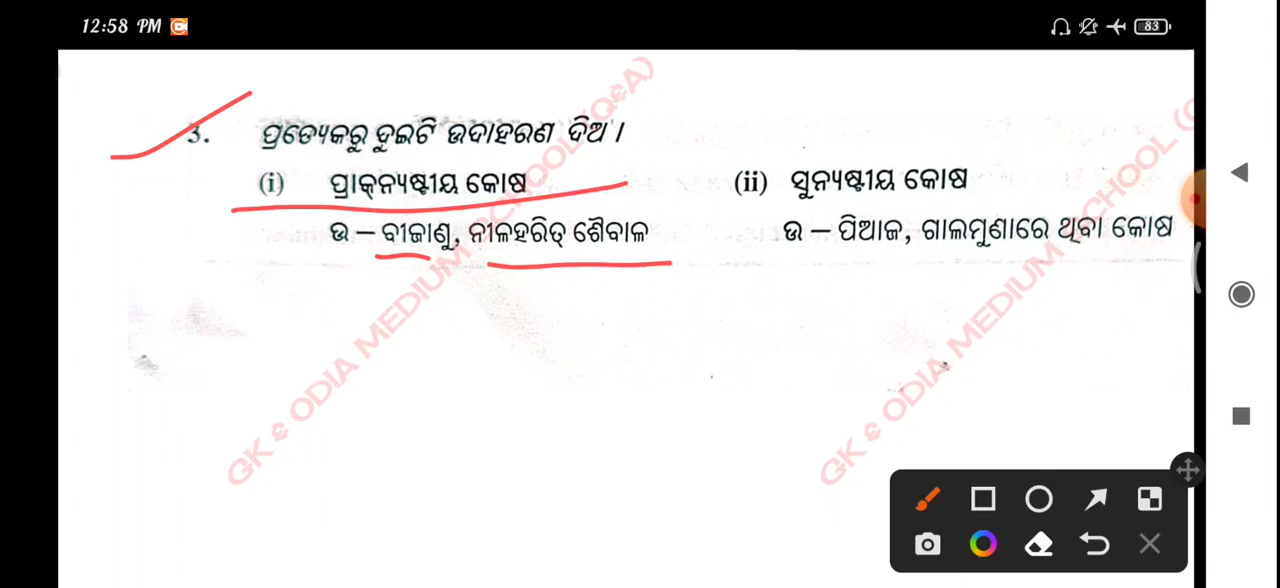 12:58 PM
83
3. ପ୍ରତ୍ୟେକରୁ ଦୁଇଟି ଉଦାହରଣ ଦିଅ ।
(i) ପ୍ରାକ୍‌ନ୍ୟଷ୍ଟୀୟ କୋଷ (ii) ସୁନ୍ୟଷ୍ଟୀୟ କୋଷ
ଉ – ବୀଜାଣୁ, ନୀଳହରିତ୍ ଶୈବାଳ ଉ – ପିଆଜ, ଗାଲମୁଣାରେ ଥିବା କୋଷ
GK & ODIA MEDIUM SCHOOL (Q&A)
GK & ODIA MEDIUM SCHOOL (